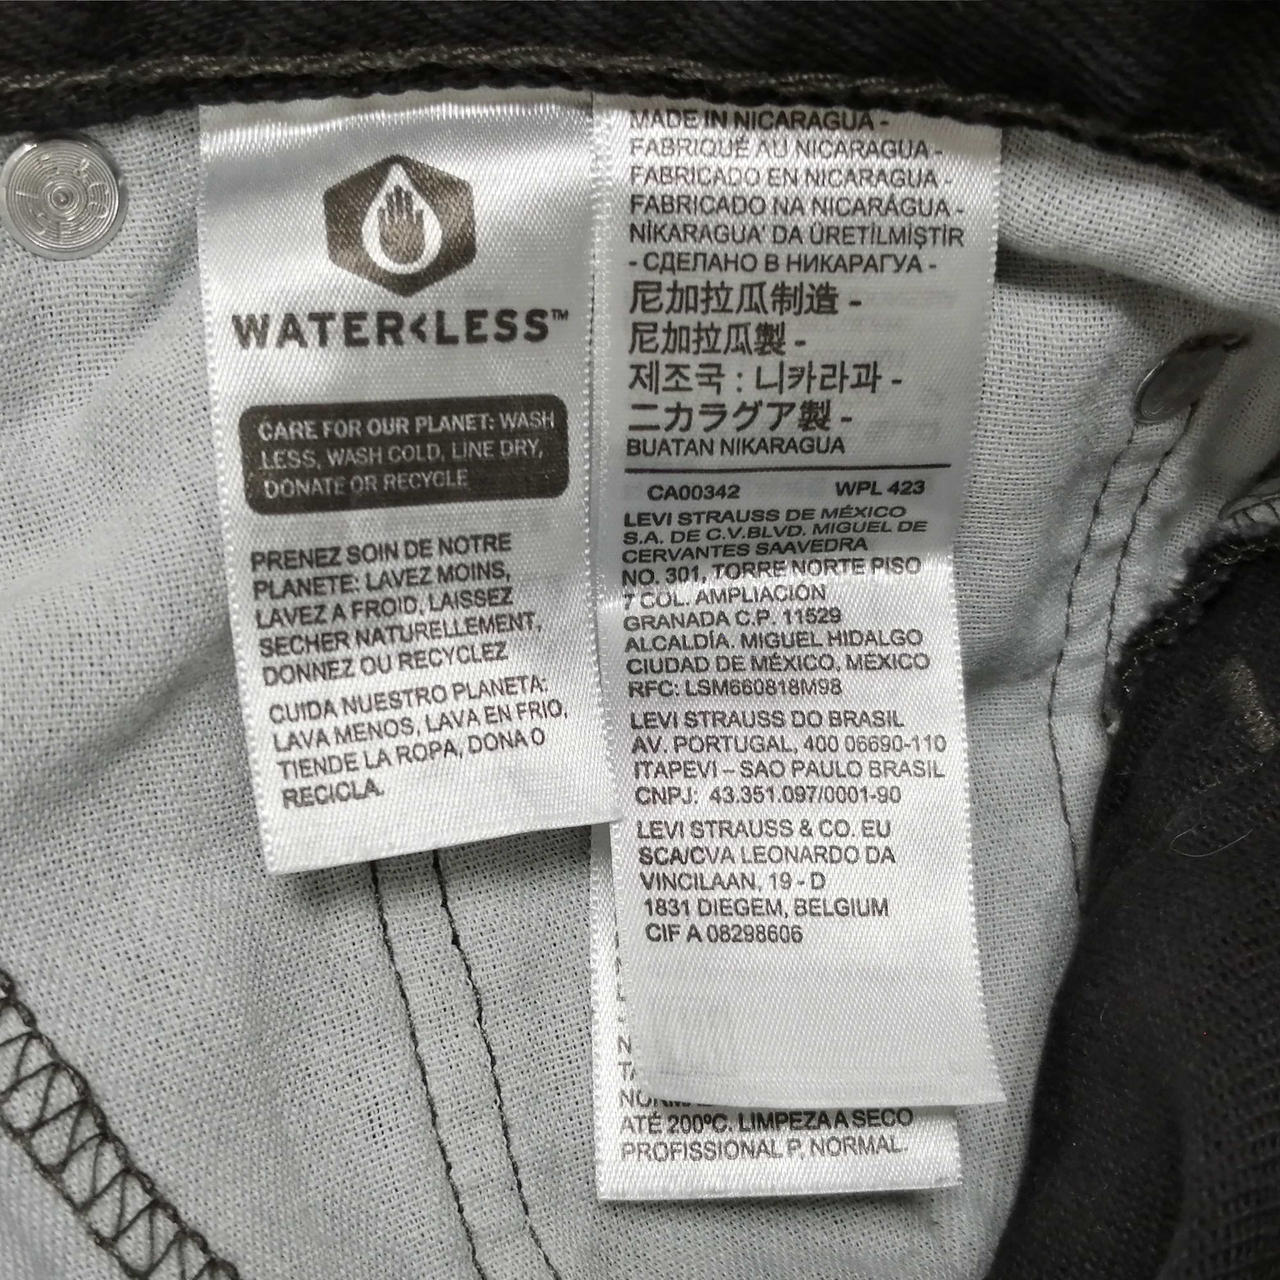 WATER<LESS™
CARE FOR OUR PLANET: WASH
LESS, WASH COLD, LINE DRY,
DONATE OR RECYCLE
PRENEZ SOIN DE NOTRE
PLANETE: LAVEZ MOINS,
LAVEZ A FROID, LAISSEZ
SECHER NATURELLEMENT,
DONNEZ OU RECYCLEZ
CUIDA NUESTRO PLANETA:
LAVA MENOS, LAVA EN FRIO,
TIENDE LA ROPA, DONA O
RECICLA.
MADE IN NICARAGUA -
FABRIQUÉ AU NICARAGUA -
FABRICADO EN NICARAGUA -
FABRICADO NA NICARÁGUA -
NİKARAGUA' DA ÜRETİLMİŞTİR
- СДЕЛАНО В НИКАРАГУА -
尼加拉瓜制造 -
尼加拉瓜製 -
제조국 : 니카라과 -
ニカラグア製 -
BUATAN NIKARAGUA
CA00342 WPL 423
LEVI STRAUSS DE MÉXICO
S.A. DE C.V.BLVD. MIGUEL DE
CERVANTES SAAVEDRA
NO. 301, TORRE NORTE PISO
7 COL. AMPLIACIÓN
GRANADA C.P. 11529
ALCALDÍA. MIGUEL HIDALGO
CIUDAD DE MÉXICO, MÉXICO
RFC: LSM660818M98
LEVI STRAUSS DO BRASIL
AV. PORTUGAL, 400 06690-110
ITAPEVI – SAO PAULO BRASIL
CNPJ: 43.351.097/0001-90
LEVI STRAUSS & CO. EU
SCA/CVA LEONARDO DA
VINCILAAN, 19 - D
1831 DIEGEM, BELGIUM
CIF A 08298606
ATÉ 200ºC. LIMPEZA A SECO
PROFISSIONAL P, NORMAL.